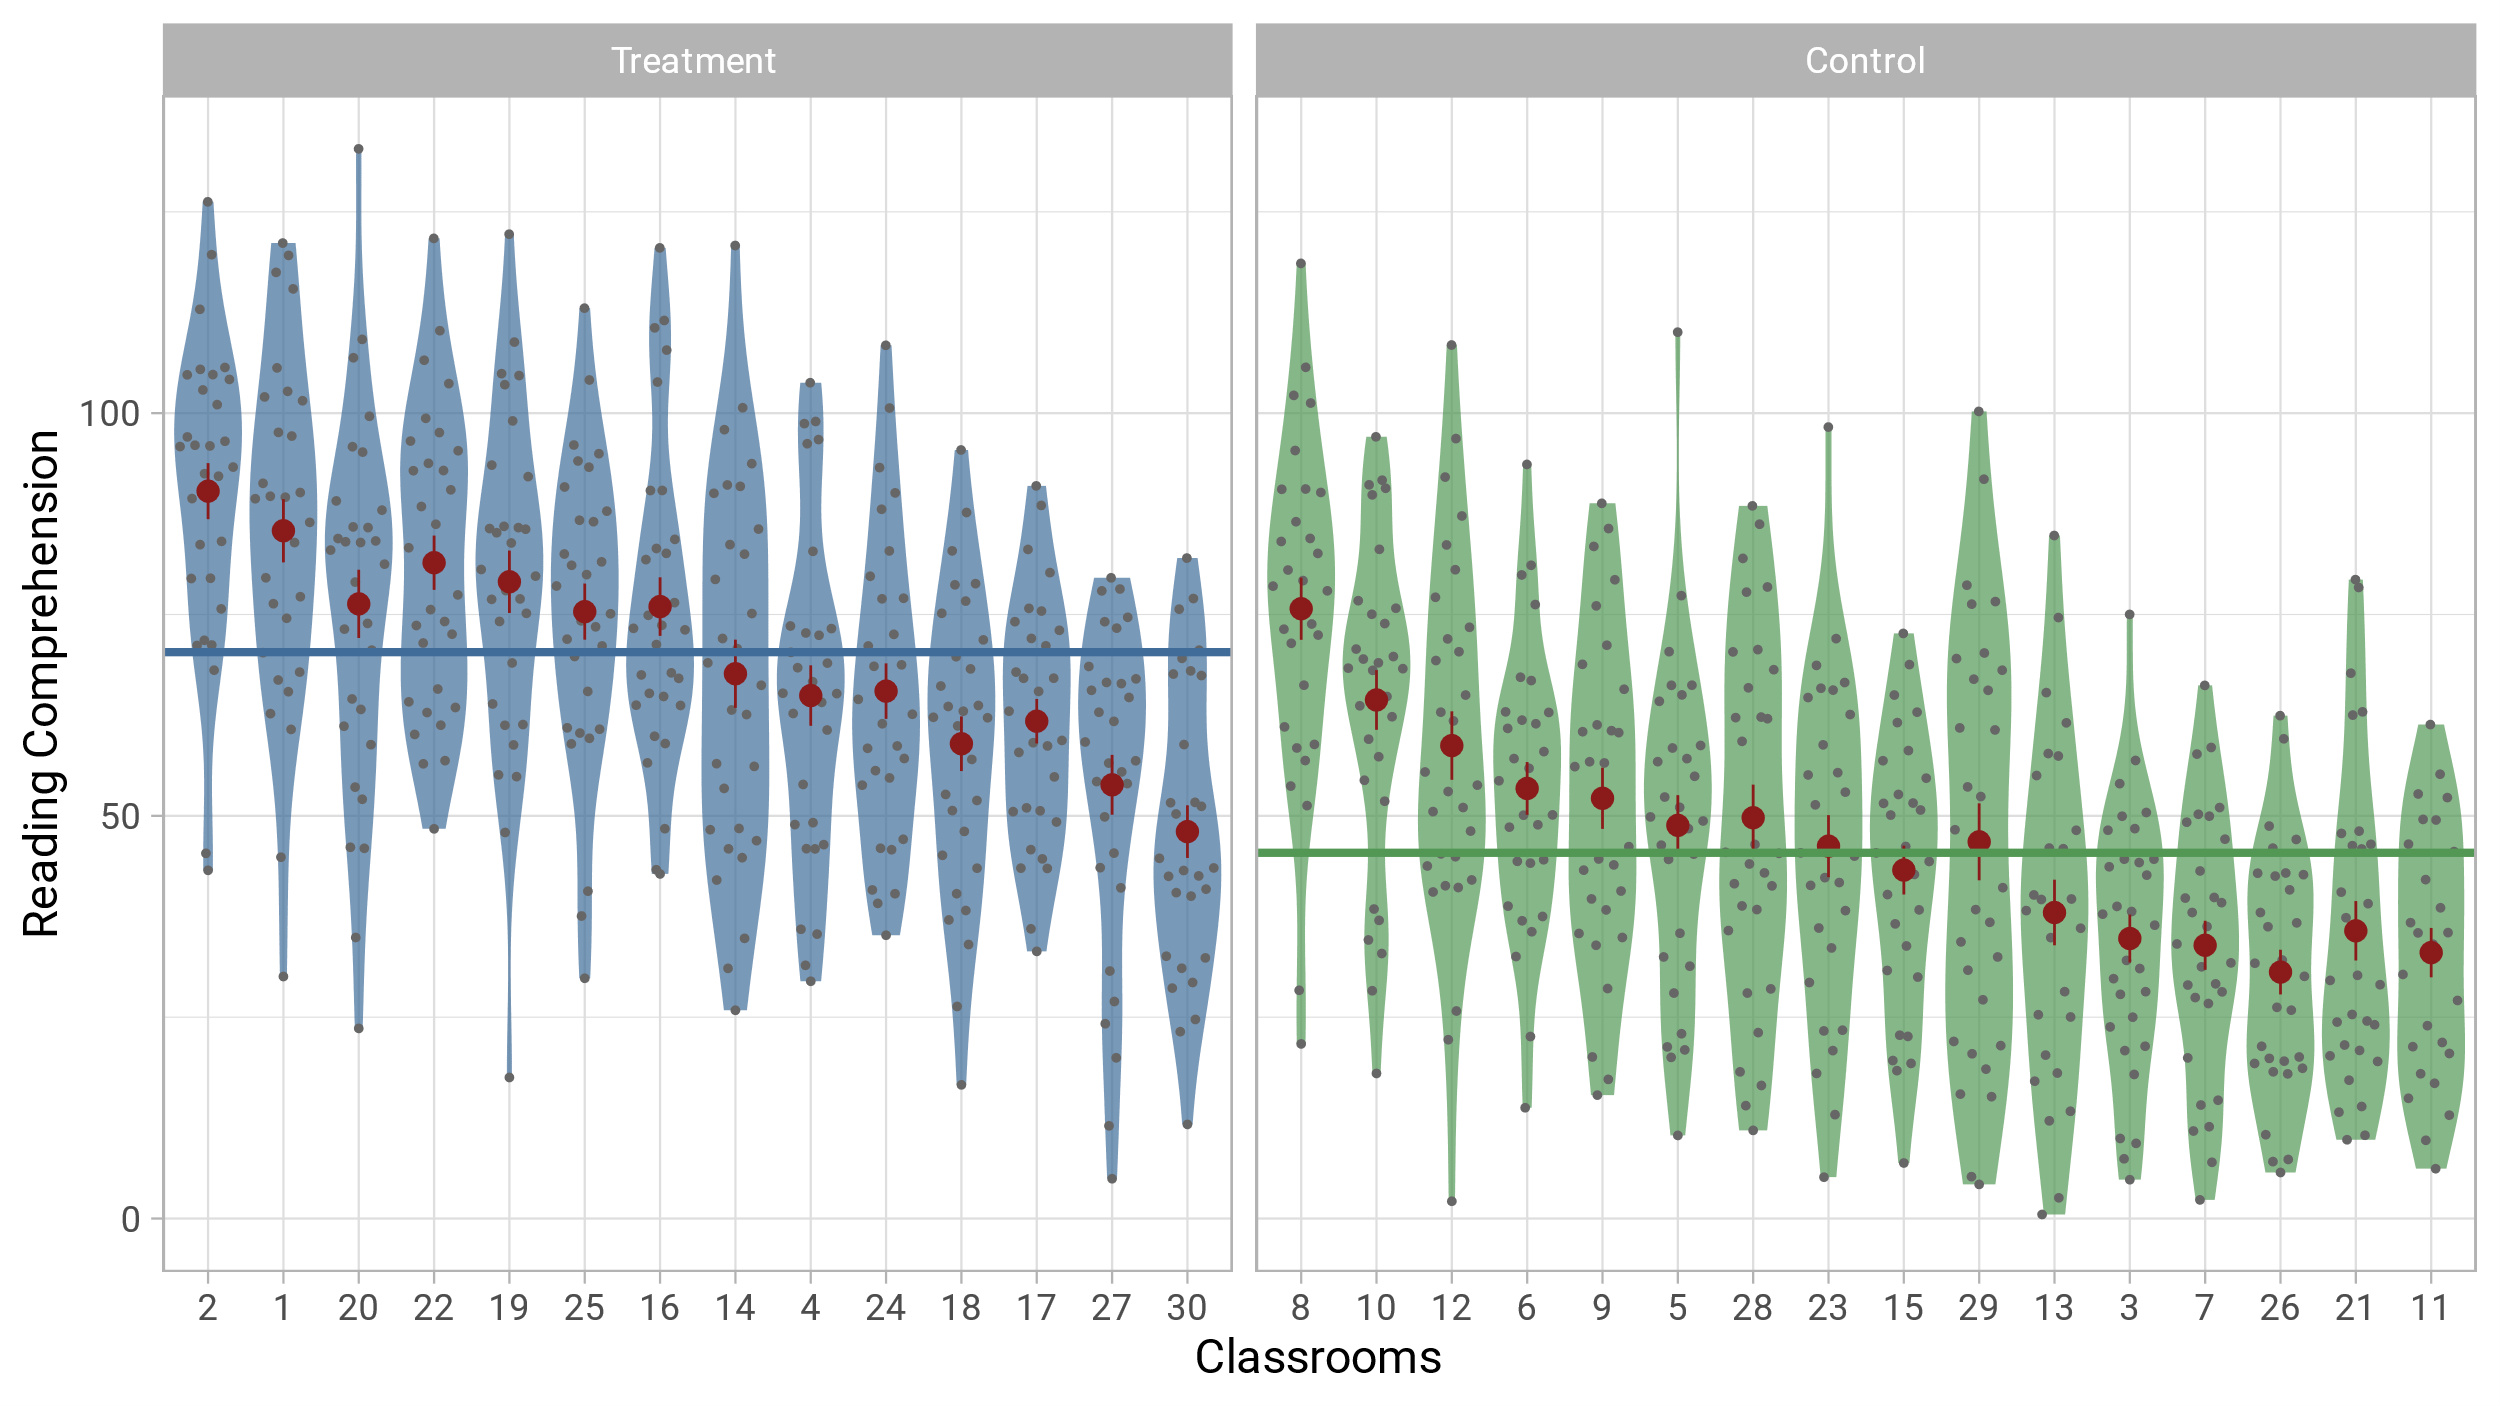 Treatment
Control
Reading Comprehension
100
50
0
2 1 20 22 19 25 16 14 4 24 18 17 27 30 8 10 12 6 9 5 28 23 15 29 13 3 7 26 21 11
Classrooms